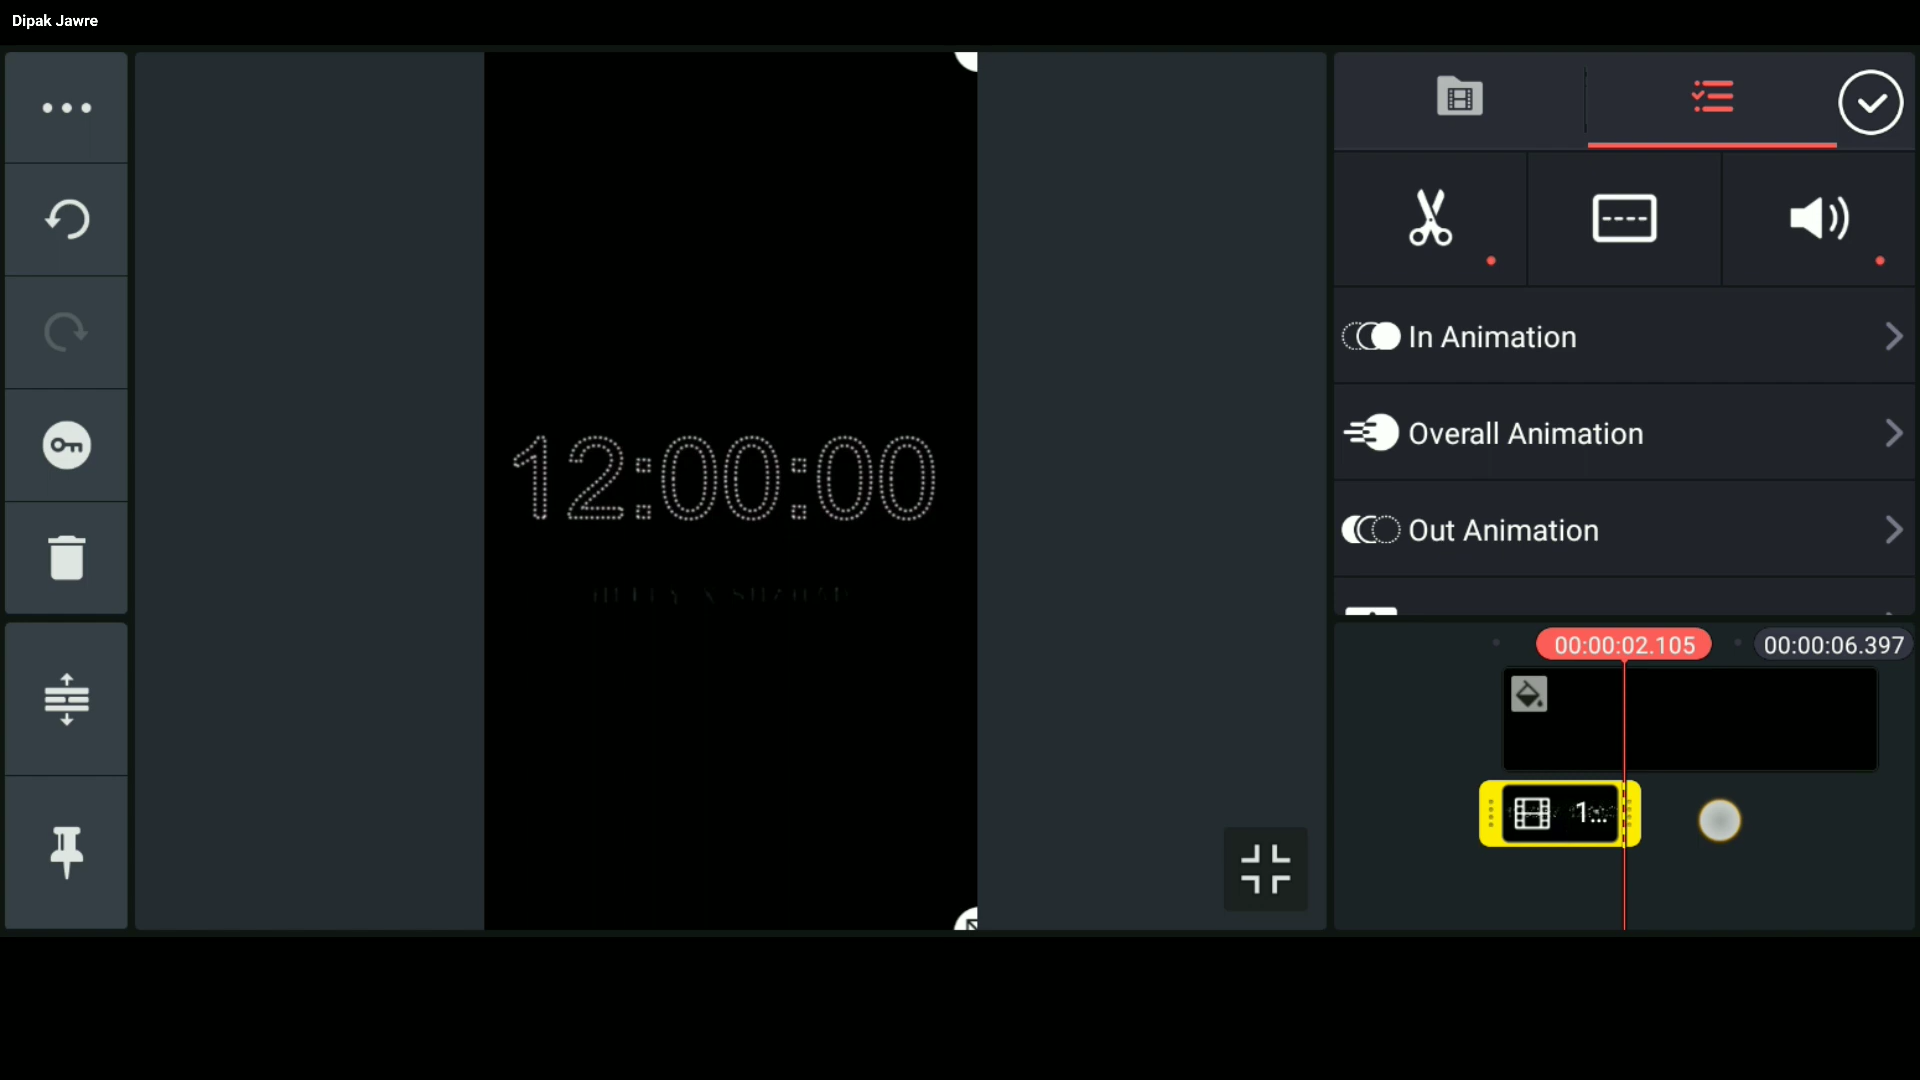 Dipak Jawre
12:00:00
In Animation
Overall Animation
Out Animation
00:00:02.105
00:00:06.397
1...